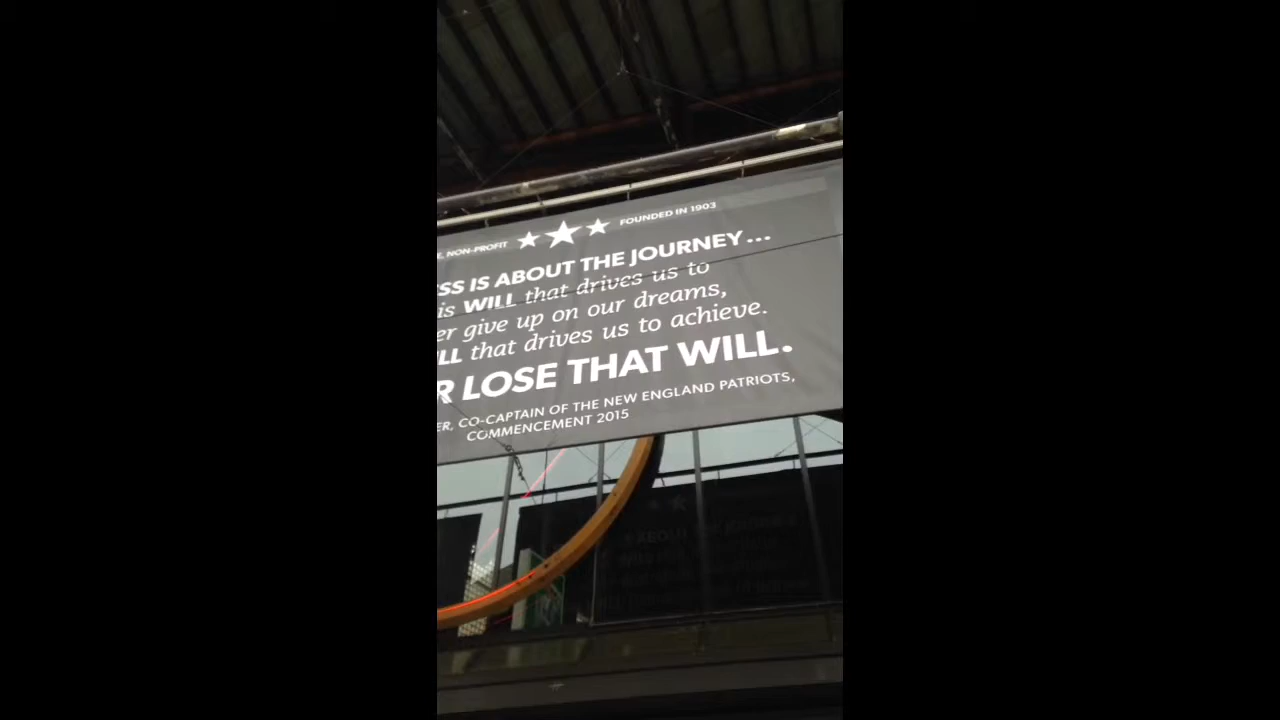 NON-PROFIT ★★★ FOUNDED IN 1903
SS IS ABOUT THE JOURNEY...
is WILL that drives us to
er give up on our dreams,
LL that drives us to achieve.
R LOSE THAT WILL.
ER, CO-CAPTAIN OF THE NEW ENGLAND PATRIOTS,
COMMENCEMENT 2015